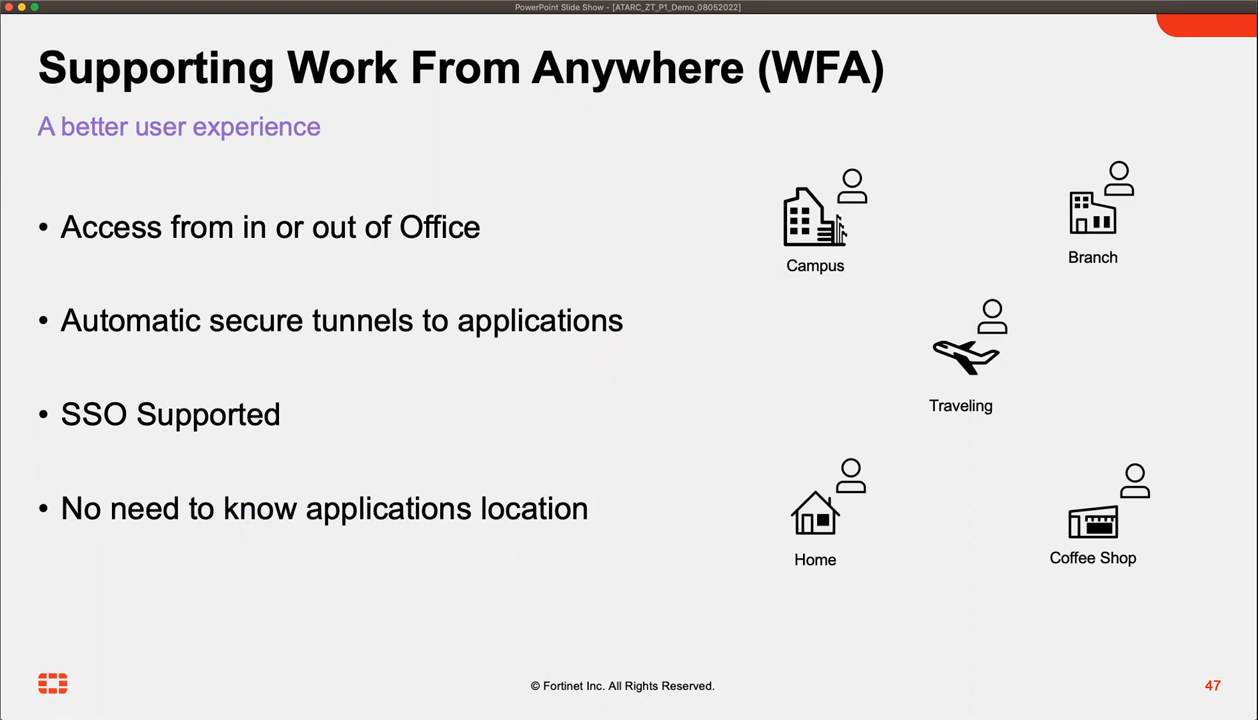 PowerPoint Slide Show - [ATARC_ZT_P1_Demo_08052022]
Supporting Work From Anywhere (WFA)
A better user experience
• Access from in or out of Office
• Automatic secure tunnels to applications
• SSO Supported
• No need to know applications location
Campus
Branch
Traveling
Home
Coffee Shop
© Fortinet Inc. All Rights Reserved.
47